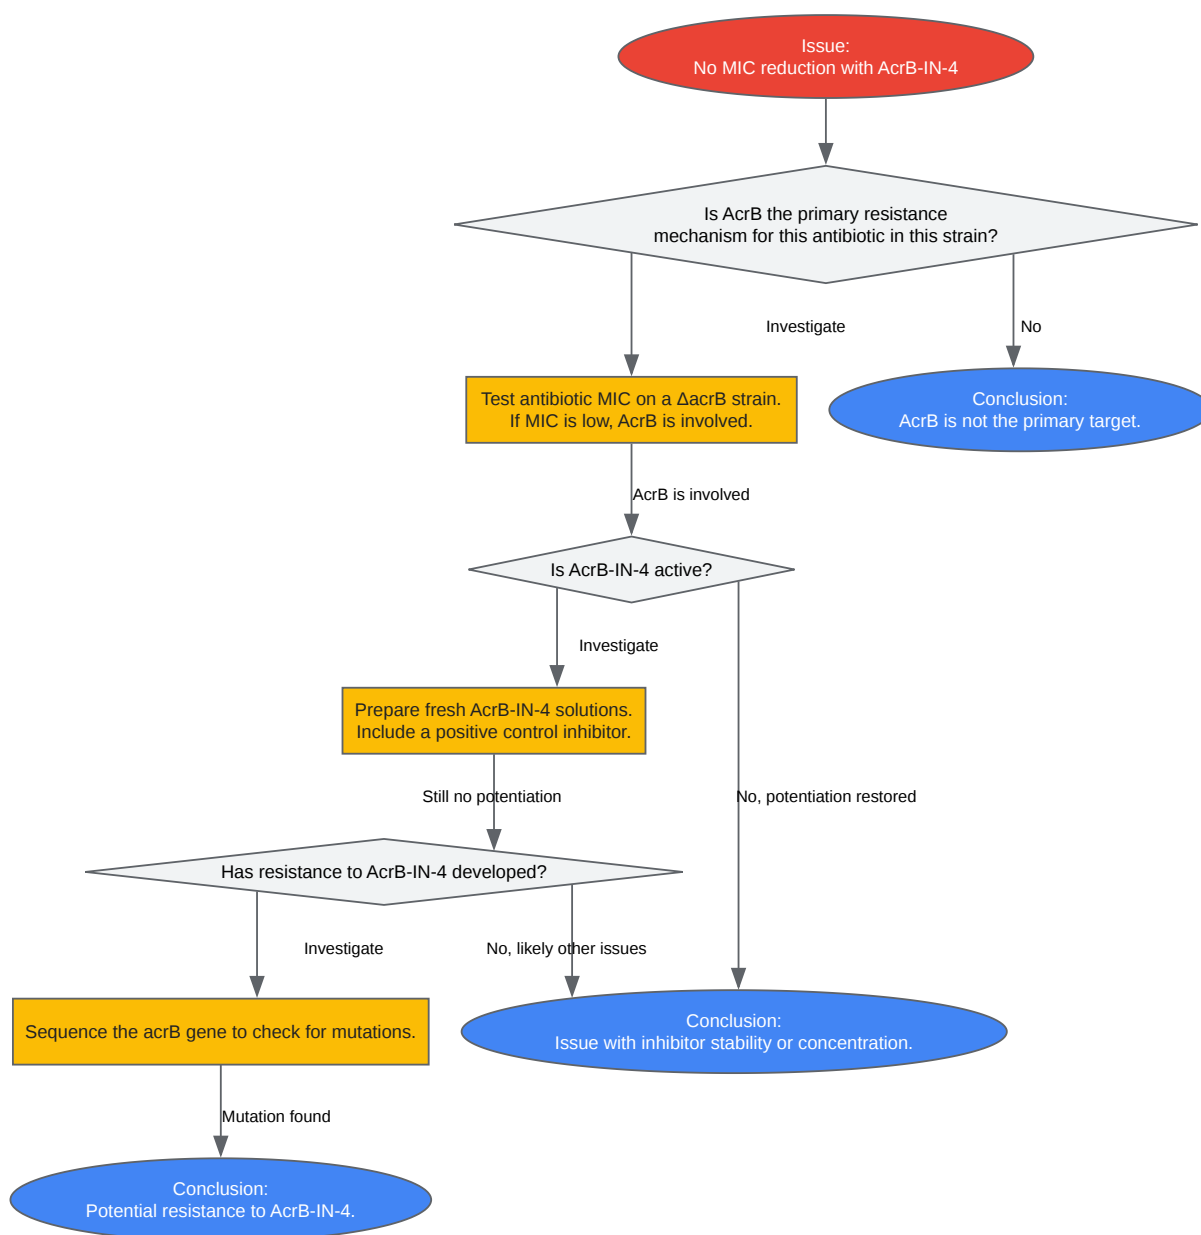 Issue:
No MIC reduction with AcrB-IN-4
Is AcrB the primary resistance
mechanism for this antibiotic in this strain?
Investigate
No
Test antibiotic MIC on a ΔacrB strain.
If MIC is low, AcrB is involved.
Conclusion:
AcrB is not the primary target.
AcrB is involved
Is AcrB-IN-4 active?
Investigate
Prepare fresh AcrB-IN-4 solutions.
Include a positive control inhibitor.
Still no potentiation
No, potentiation restored
Has resistance to AcrB-IN-4 developed?
Investigate
No, likely other issues
Sequence the acrB gene to check for mutations.
Conclusion:
Issue with inhibitor stability or concentration.
Mutation found
Conclusion:
Potential resistance to AcrB-IN-4.